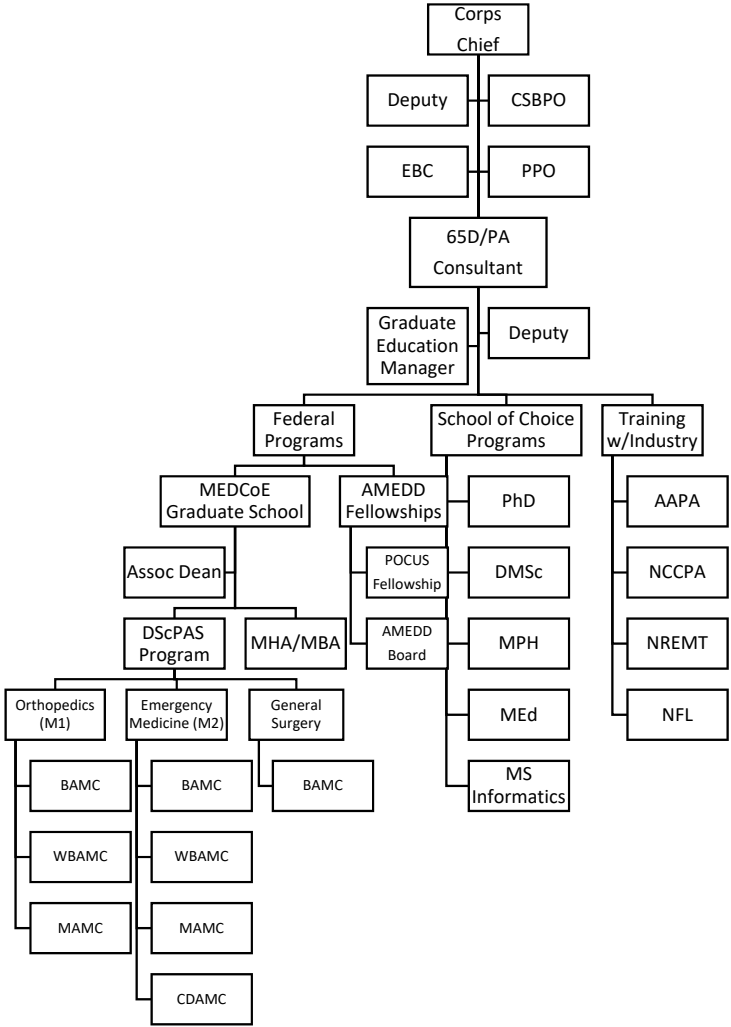 Corps
Chief
Deputy
CSBPO
EBC
PPO
65D/PA
Consultant
Graduate
Education
Manager
Deputy
Federal
Programs
School of Choice
Programs
Training
w/Industry
MEDCoE
Graduate School
AMEDD
Fellowships
PhD
AAPA
Assoc Dean
POCUS
Fellowship
DMSc
NCCPA
DScPAS
Program
MHA/MBA
AMEDD
Board
MPH
NREMT
Orthopedics
(M1)
Emergency
Medicine (M2)
General
Surgery
MEd
NFL
BAMC
BAMC
BAMC
MS
Informatics
WBAMC
WBAMC
MAMC
MAMC
CDAMC